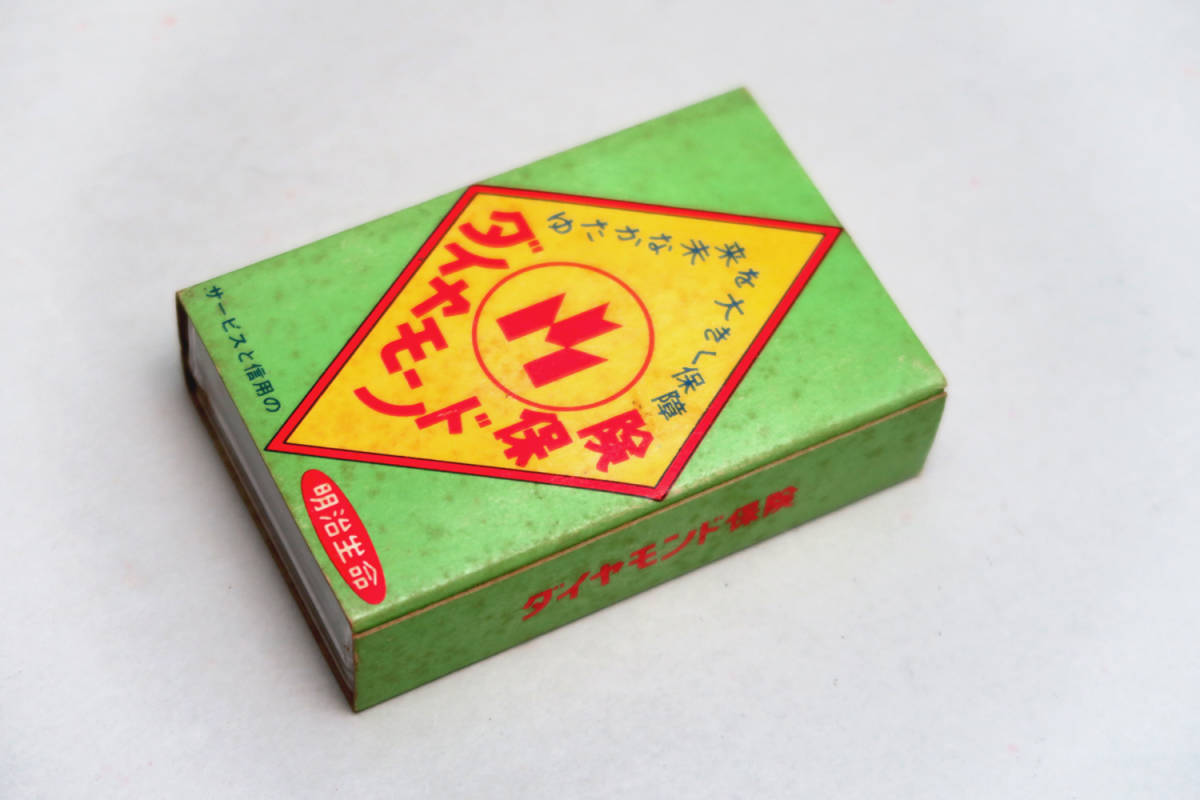 ゆたかな未来を大きく保障
ダイヤモンド保険
M
サービスと信用の
明治生命
ダイヤモンド保険